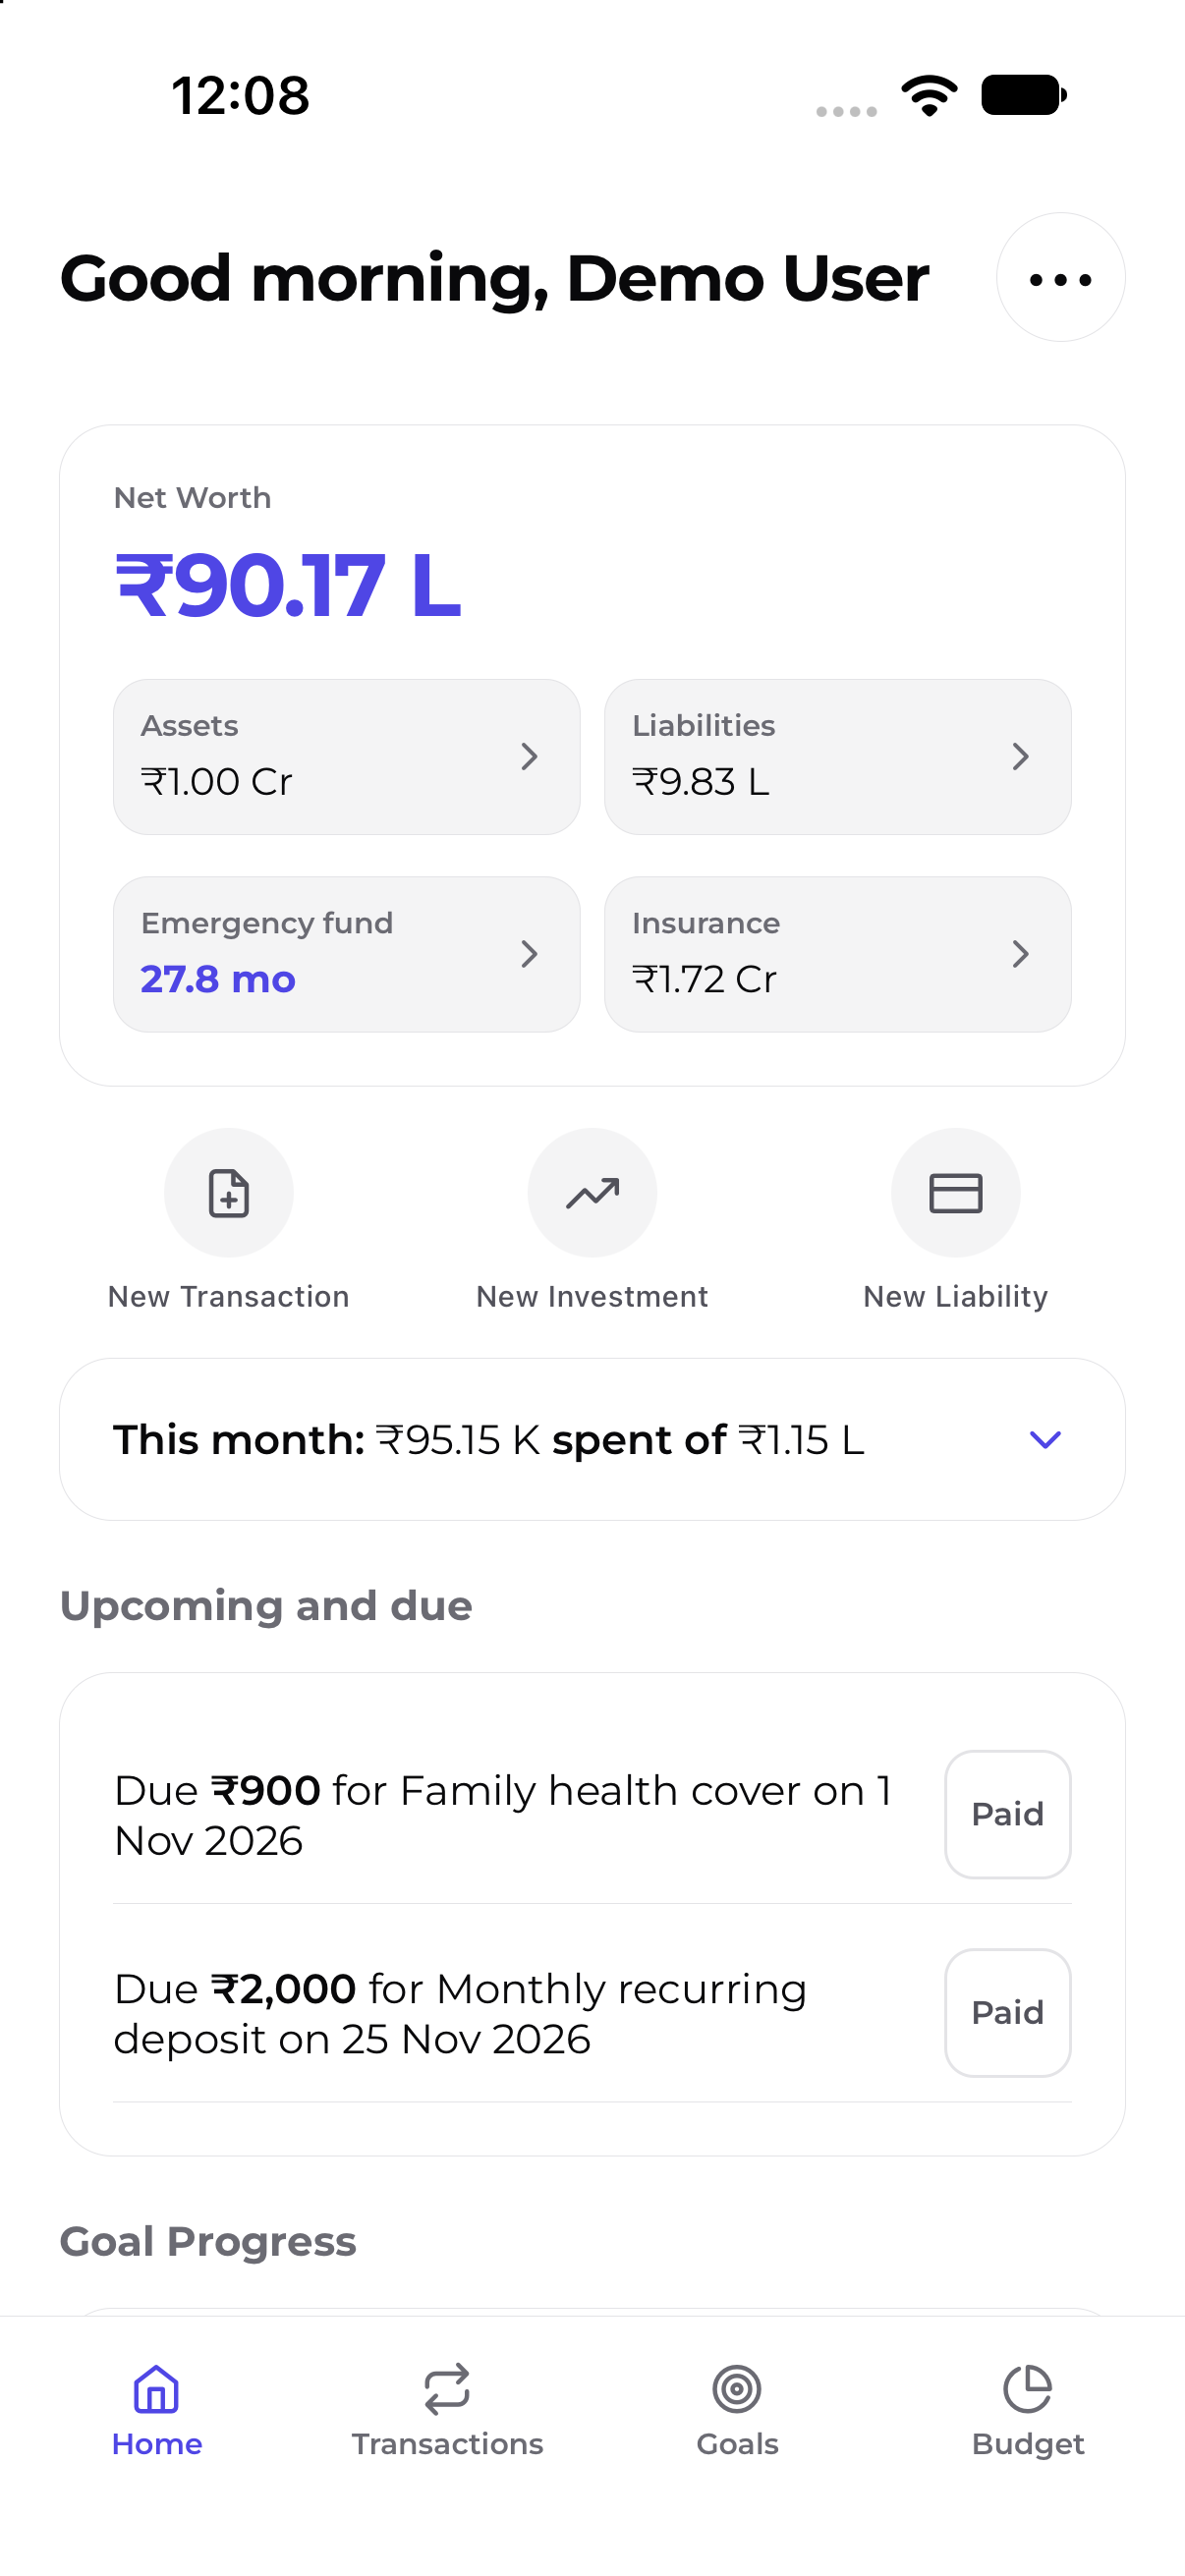 12:08
Good morning, Demo User
Net Worth
₹90.17 L
Assets
₹1.00 Cr
Liabilities
₹9.83 L
Emergency fund
27.8 mo
Insurance
₹1.72 Cr
New Transaction
New Investment
New Liability
This month: ₹95.15 K spent of ₹1.15 L
Upcoming and due
Due ₹900 for Family health cover on 1
Nov 2026
Paid
Due ₹2,000 for Monthly recurring
deposit on 25 Nov 2026
Paid
Goal Progress
Home
Transactions
Goals
Budget